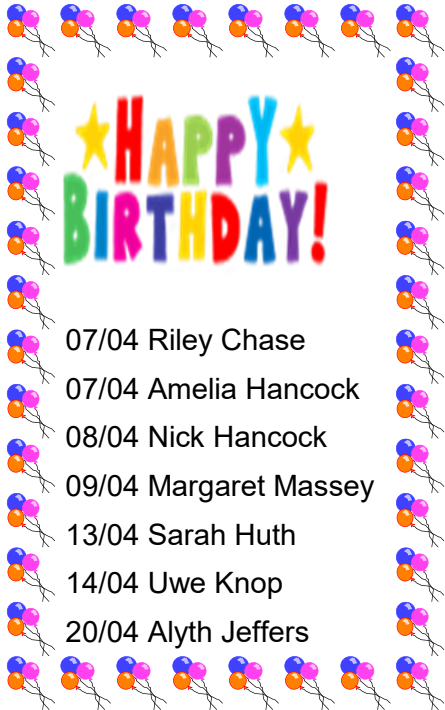 HAPPY
BIRTHDAY!
07/04 Riley Chase
07/04 Amelia Hancock
08/04 Nick Hancock
09/04 Margaret Massey
13/04 Sarah Huth
14/04 Uwe Knop
20/04 Alyth Jeffers